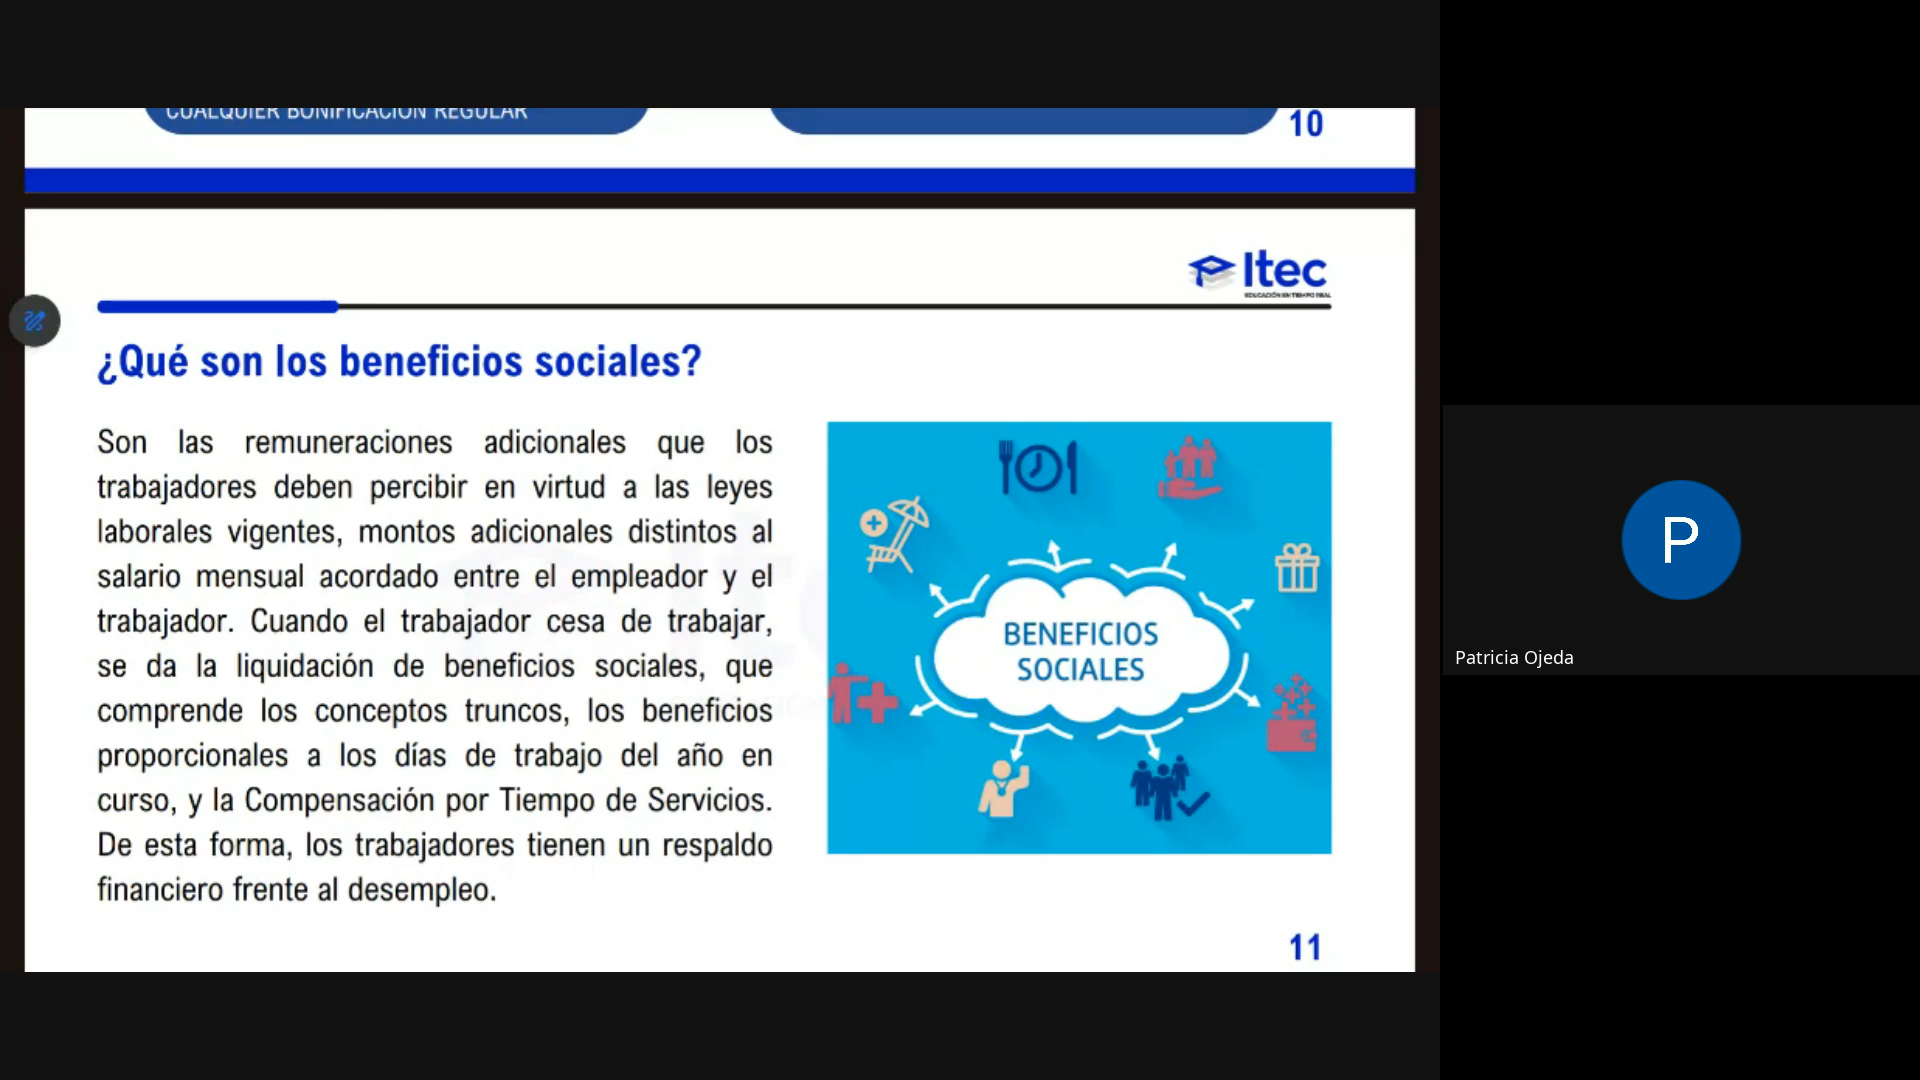 CUALQUIER BONIFICACIÓN REGULAR
10
Itec
EDUCACIÓN EN TIEMPO REAL
¿Qué son los beneficios sociales?
Son las remuneraciones adicionales que los
trabajadores deben percibir en virtud a las leyes
laborales vigentes, montos adicionales distintos al
salario mensual acordado entre el empleador y el
trabajador. Cuando el trabajador cesa de trabajar,
se da la liquidación de beneficios sociales, que
comprende los conceptos truncos, los beneficios
proporcionales a los días de trabajo del año en
curso, y la Compensación por Tiempo de Servicios.
De esta forma, los trabajadores tienen un respaldo
financiero frente al desempleo.
BENEFICIOS
SOCIALES
11
P
Patricia Ojeda